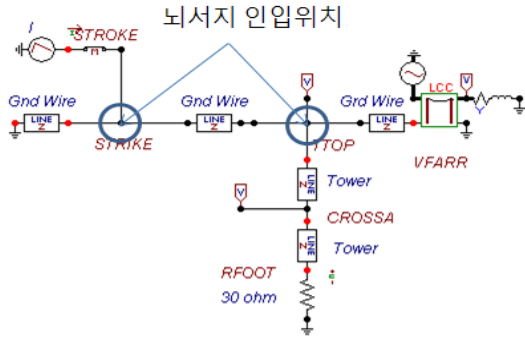 뇌서지 인입위치
I
STROKE
M
LCC
V
V
Gnd Wire
Gnd Wire
Grd Wire
LINE
Z
LINE
Z
LINE
Z
STRIKE
TTOP
VFARR
LINE
Z
Tower
V
CROSSA
LINE
Z
Tower
RFOOT
30 ohm